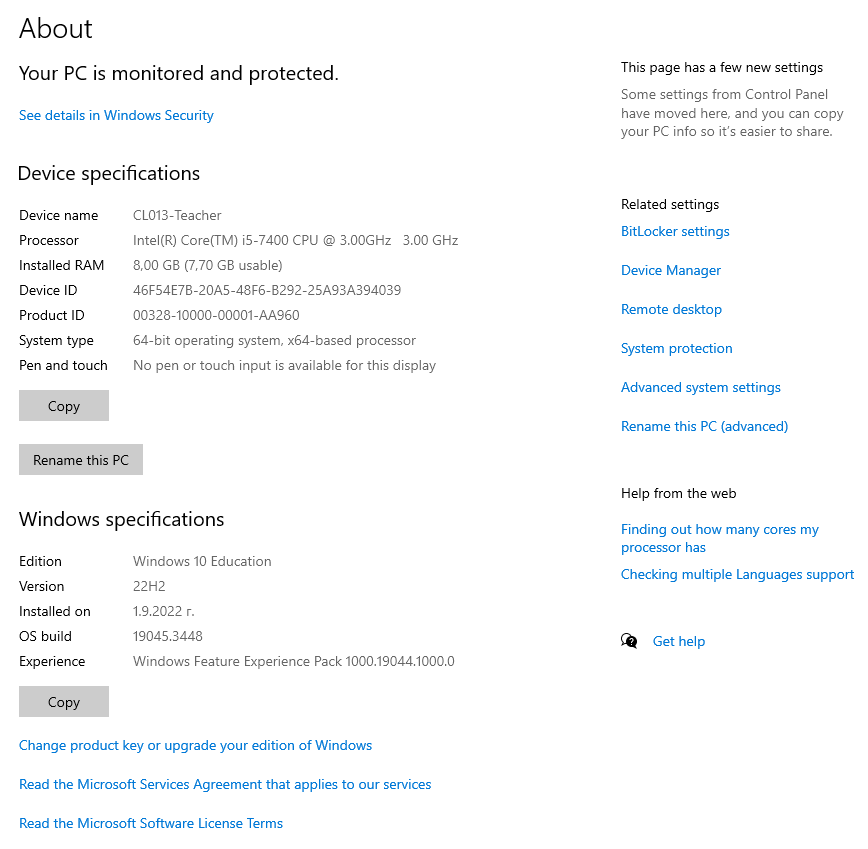 About
Your PC is monitored and protected.
See details in Windows Security
Device specifications
Device name CL013-Teacher
Processor Intel(R) Core(TM) i5-7400 CPU @ 3.00GHz 3.00 GHz
Installed RAM 8,00 GB (7,70 GB usable)
Device ID 46F54E7B-20A5-48F6-B292-25A93A394039
Product ID 00328-10000-00001-AA960
System type 64-bit operating system, x64-based processor
Pen and touch No pen or touch input is available for this display
Copy
Rename this PC
Windows specifications
Edition Windows 10 Education
Version 22H2
Installed on 1.9.2022 г.
OS build 19045.3448
Experience Windows Feature Experience Pack 1000.19044.1000.0
Copy
Change product key or upgrade your edition of Windows
Read the Microsoft Services Agreement that applies to our services
Read the Microsoft Software License Terms
This page has a few new settings
Some settings from Control Panel
have moved here, and you can copy
your PC info so it's easier to share.
Related settings
BitLocker settings
Device Manager
Remote desktop
System protection
Advanced system settings
Rename this PC (advanced)
Help from the web
Finding out how many cores my
processor has
Checking multiple Languages support
Get help